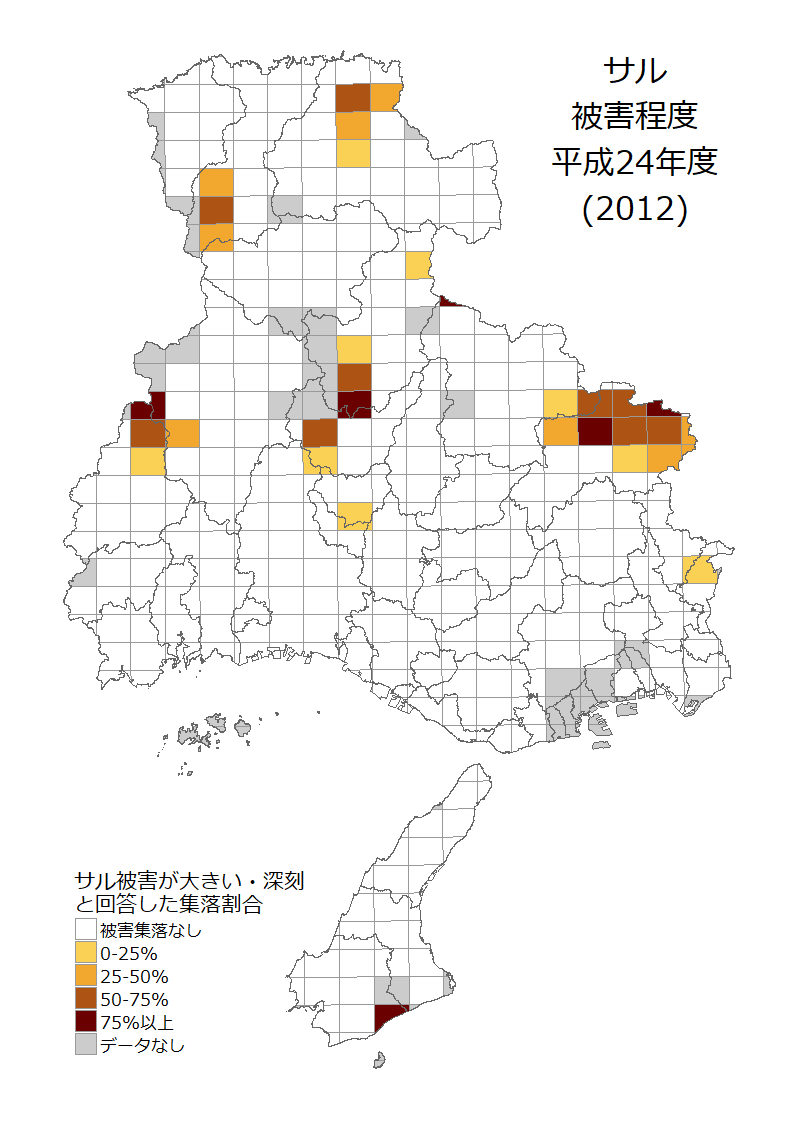 サル
被害程度
平成24年度
(2012)
サル被害が大きい・深刻
と回答した集落割合
被害集落なし
0-25%
25-50%
50-75%
75%以上
データなし